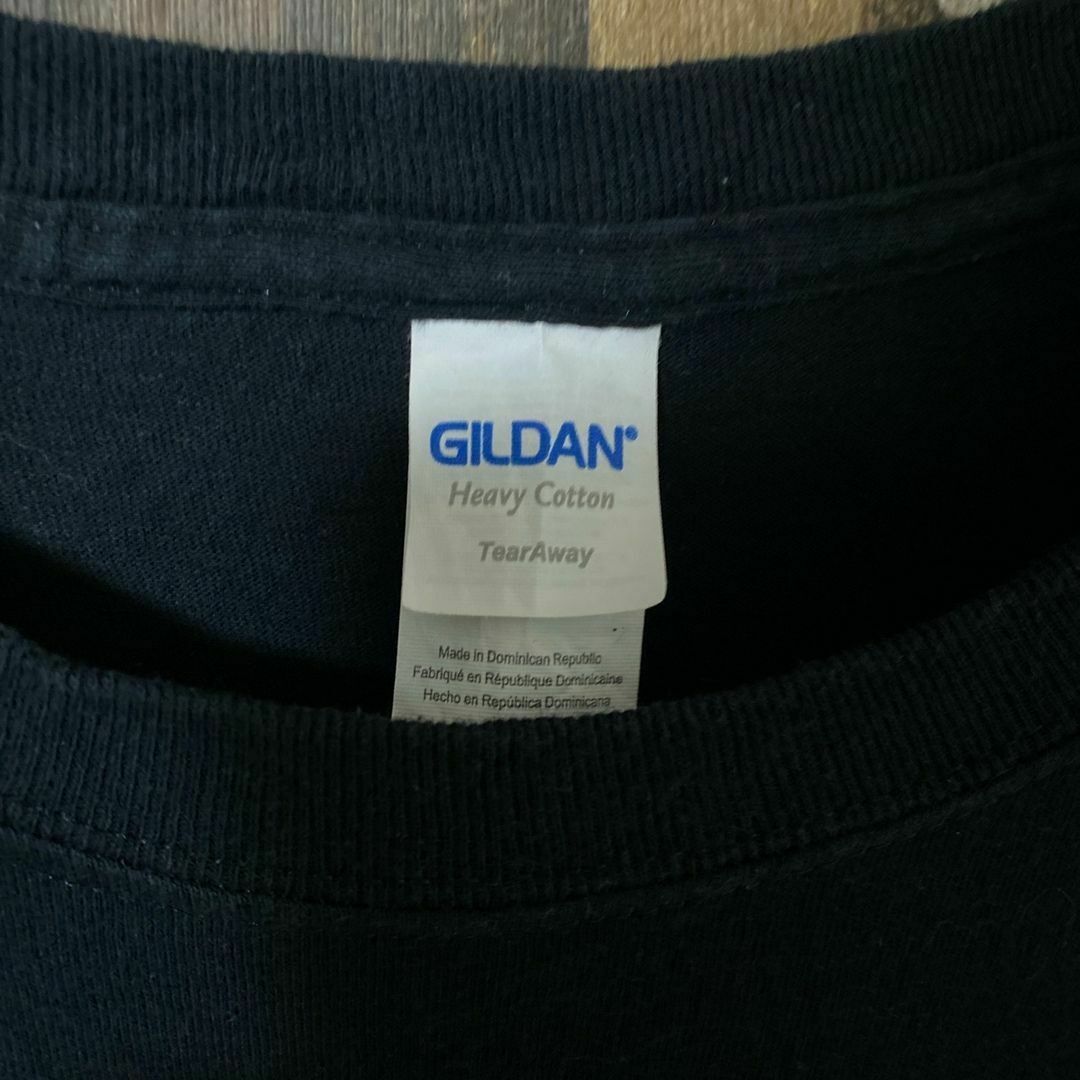 GILDAN®
Heavy Cotton
TearAway
Made in Dominican Republic
Fabriqué en République Dominicaine
Hecho en República Dominicana